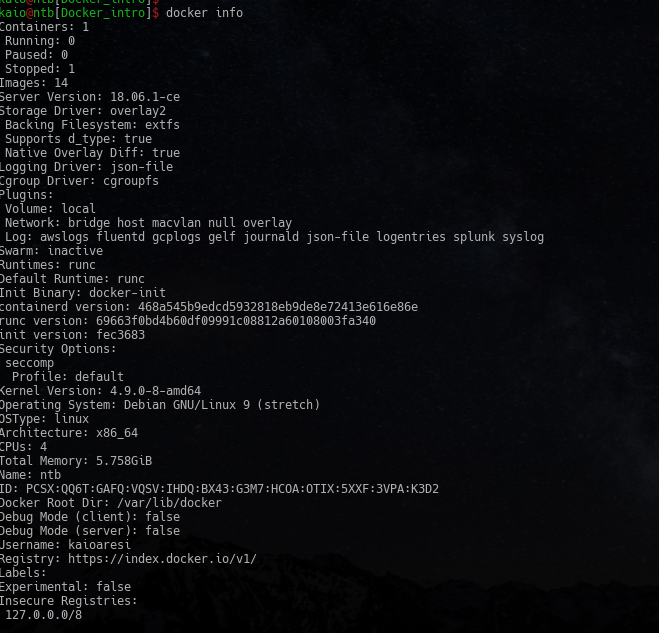 kaio@ntb[Docker_intro]$
kaio@ntb[Docker_intro]$ docker info
Containers: 1
 Running: 0
 Paused: 0
 Stopped: 1
Images: 14
Server Version: 18.06.1-ce
Storage Driver: overlay2
 Backing Filesystem: extfs
 Supports d_type: true
 Native Overlay Diff: true
Logging Driver: json-file
Cgroup Driver: cgroupfs
Plugins:
 Volume: local
 Network: bridge host macvlan null overlay
 Log: awslogs fluentd gcplogs gelf journald json-file logentries splunk syslog
Swarm: inactive
Runtimes: runc
Default Runtime: runc
Init Binary: docker-init
containerd version: 468a545b9edcd5932818eb9de8e72413e616e86e
runc version: 69663f0bd4b60df09991c08812a60108003fa340
init version: fec3683
Security Options:
 seccomp
  Profile: default
Kernel Version: 4.9.0-8-amd64
Operating System: Debian GNU/Linux 9 (stretch)
OSType: linux
Architecture: x86_64
CPUs: 4
Total Memory: 5.758GiB
Name: ntb
ID: PCSX:QQ6T:GAFQ:VQSV:IHDQ:BX43:G3M7:HCOA:OTIX:5XXF:3VPA:K3D2
Docker Root Dir: /var/lib/docker
Debug Mode (client): false
Debug Mode (server): false
Username: kaioaresi
Registry: https://index.docker.io/v1/
Labels:
Experimental: false
Insecure Registries:
 127.0.0.0/8